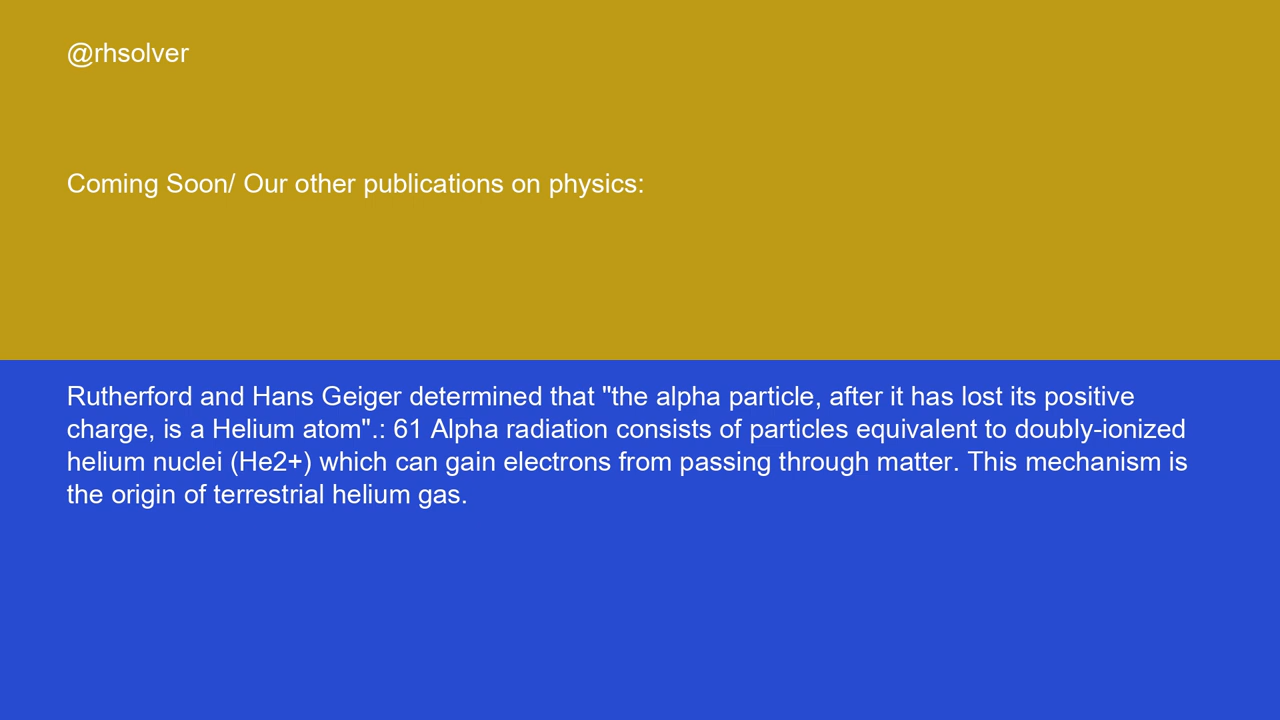 @rhsolver
Coming Soon/ Our other publications on physics:
Rutherford and Hans Geiger determined that "the alpha particle, after it has lost its positive
charge, is a Helium atom".: 61 Alpha radiation consists of particles equivalent to doubly-ionized
helium nuclei (He2+) which can gain electrons from passing through matter. This mechanism is
the origin of terrestrial helium gas.